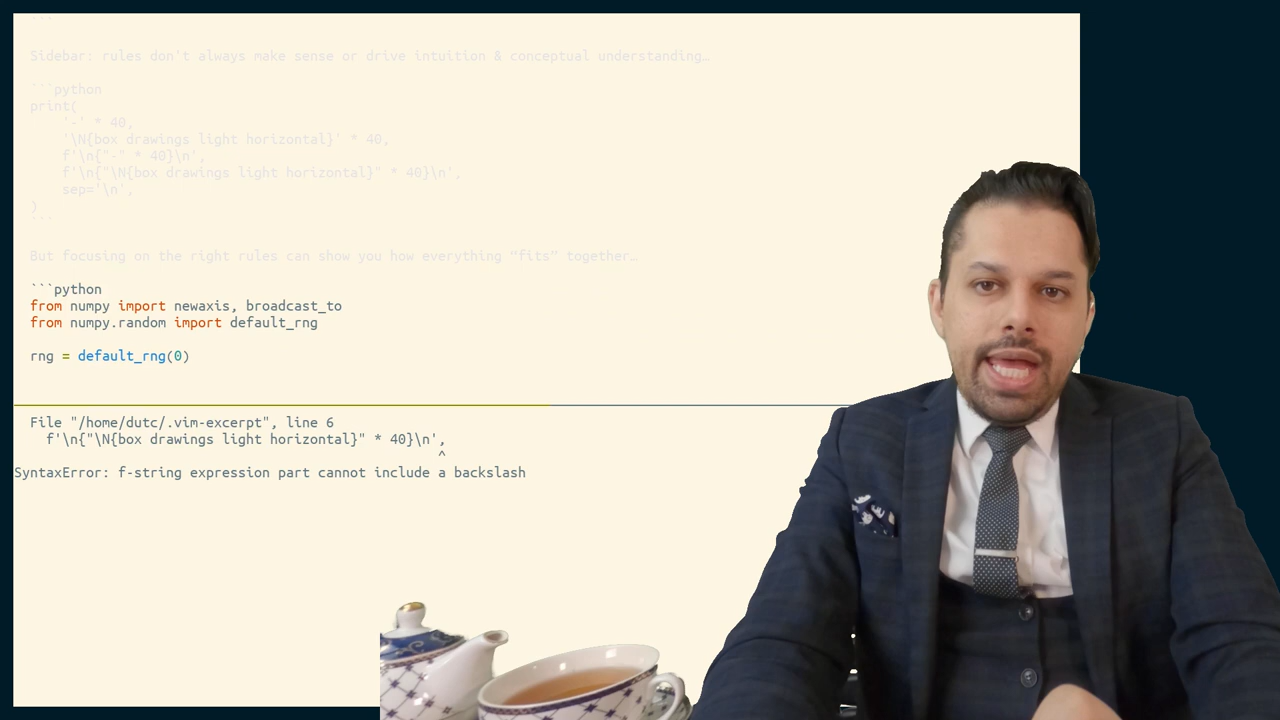 ```
Sidebar: rules don't always make sense or drive intuition & conceptual understanding…
```python
print(
    '-' * 40,
    '\N{box drawings light horizontal}' * 40,
    f'\n{"-" * 40}\n',
    f'\n{"\N{box drawings light horizontal}" * 40}\n',
    sep='\n',
)
```
But focusing on the right rules can show you how everything “fits” together…
```python
from numpy import newaxis, broadcast_to
from numpy.random import default_rng
rng = default_rng(0)
File "/home/dutc/.vim-excerpt", line 6
    f'\n{"\N{box drawings light horizontal}" * 40}\n',
^
SyntaxError: f-string expression part cannot include a backslash